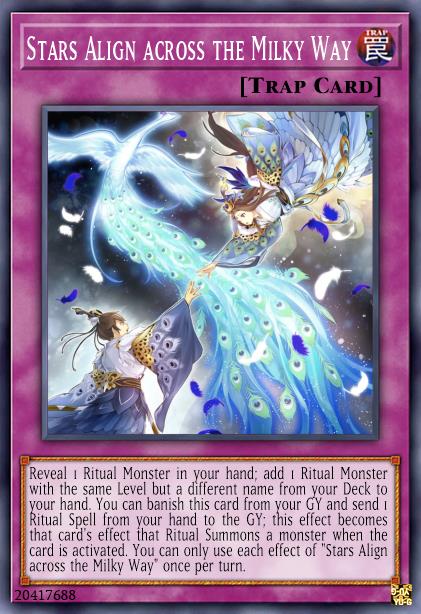 STARS ALIGN ACROSS THE MILKY WAY
TRAP
罠
[TRAP CARD]
Reveal 1 Ritual Monster in your hand; add 1 Ritual Monster
with the same Level but a different name from your Deck to
your hand. You can banish this card from your GY and send 1
Ritual Spell from your hand to the GY; this effect becomes
that card's effect that Ritual Summons a monster when the
card is activated. You can only use each effect of "Stars Align
across the Milky Way" once per turn.
20417688